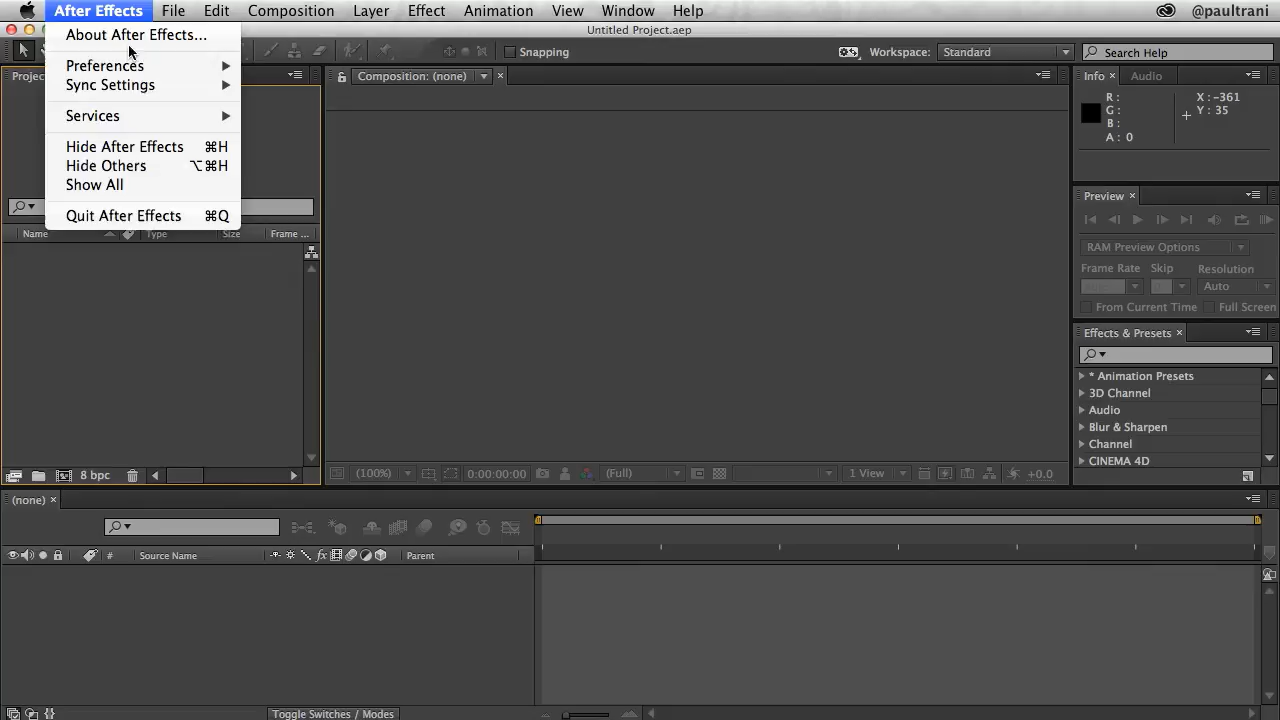 After Effects File Edit Composition Layer Effect Animation View Window Help @paultrani
Untitled Project.aep
About After Effects...
Preferences
Sync Settings
Services
Hide After Effects ⌘H
Hide Others ⌥⌘H
Show All
Quit After Effects ⌘Q
Snapping
Workspace: Standard
Search Help
Projec
Composition: (none)
Info Audio
R : X : -361
G : Y : 35
B :
A : 0
Preview
RAM Preview Options
Frame Rate Skip Resolution
Auto
From Current Time Full Screen
Name Type Size Frame ...
Effects & Presets
* Animation Presets
3D Channel
Audio
Blur & Sharpen
Channel
CINEMA 4D
8 bpc
(100%) 0:00:00:00 (Full) 1 View +0.0
(none)
# Source Name fx Parent
Toggle Switches / Modes